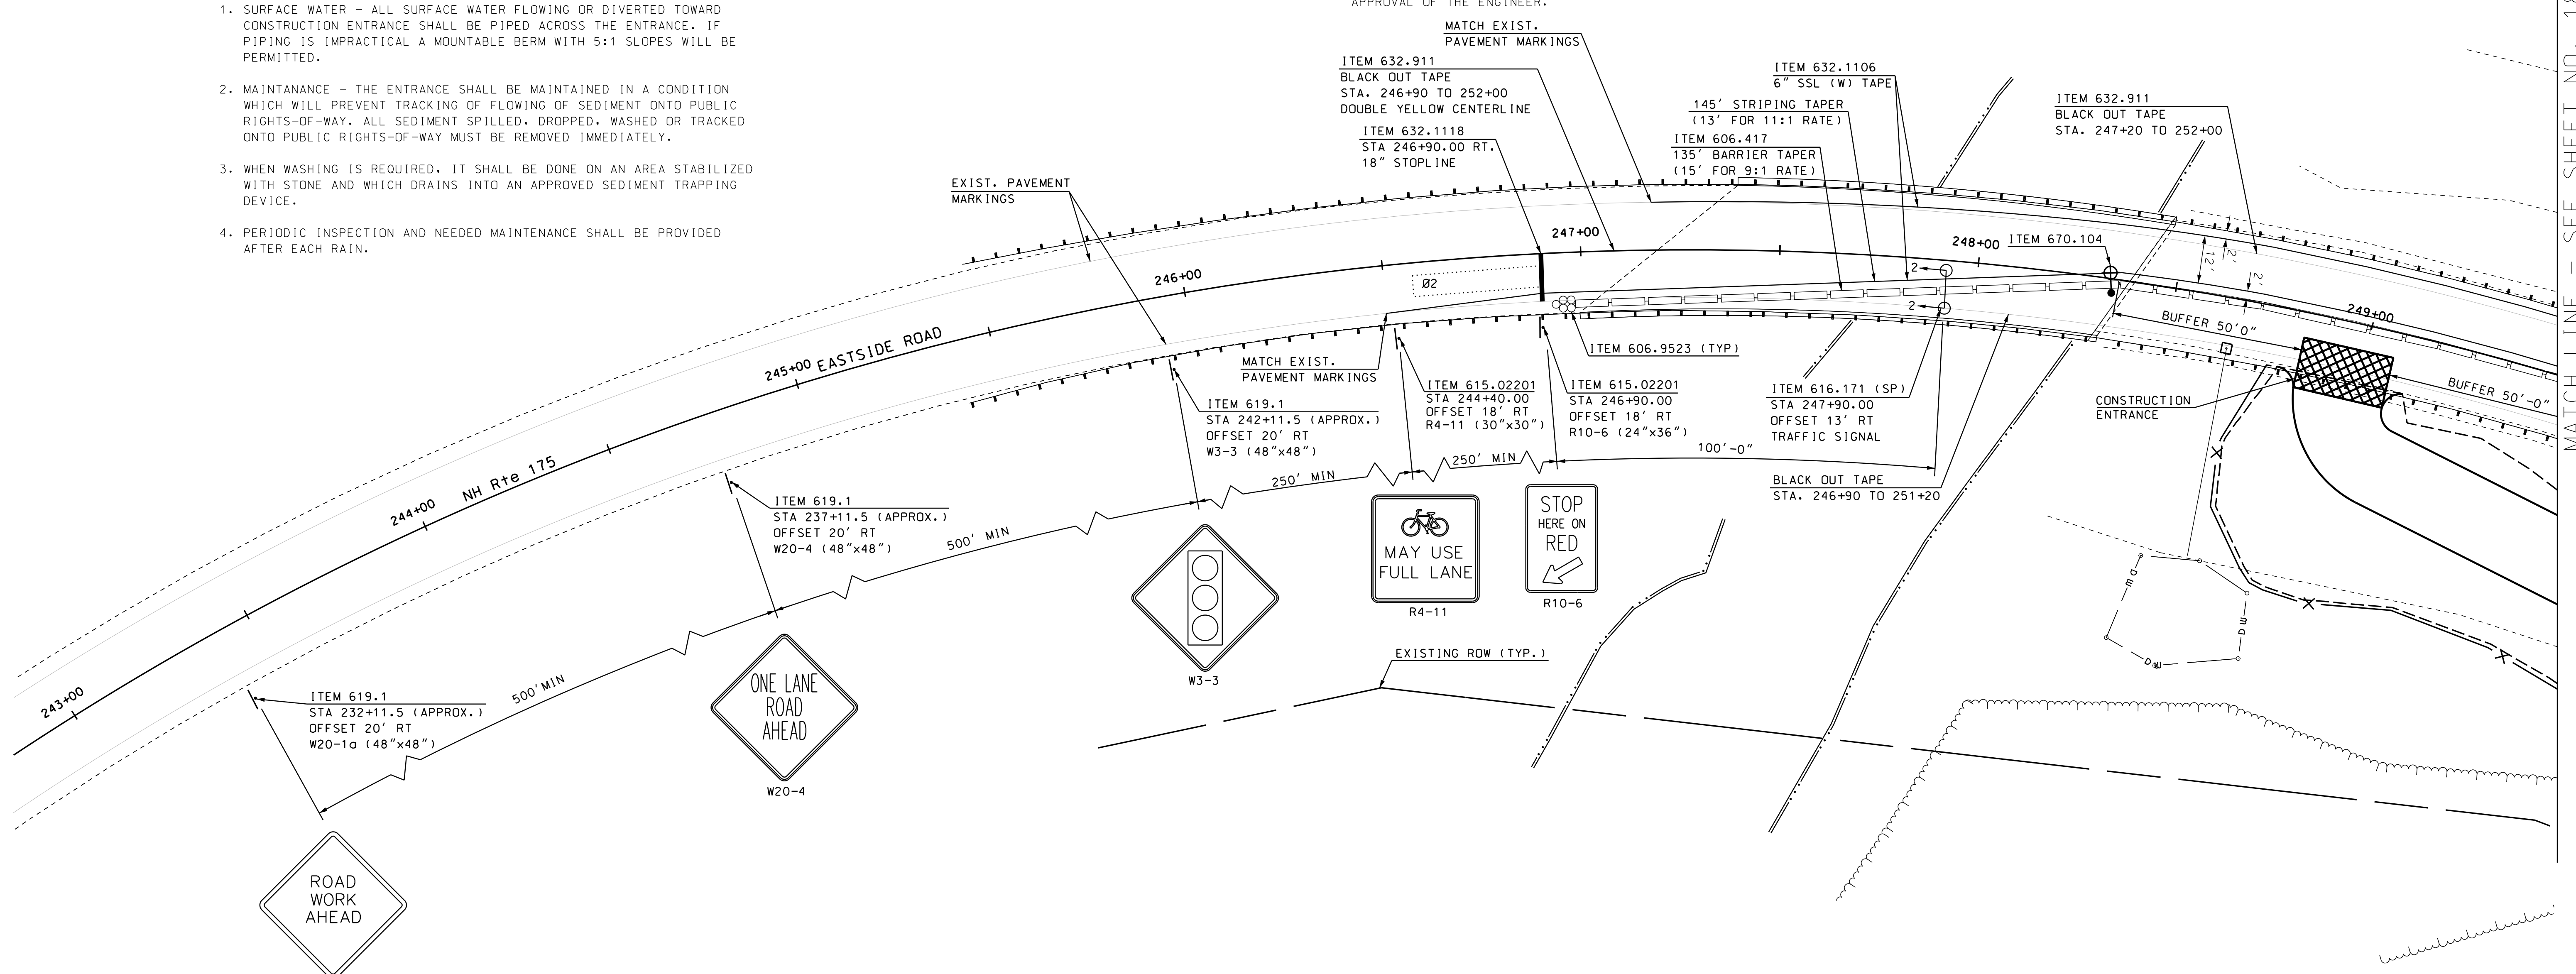 1. SURFACE WATER - ALL SURFACE WATER FLOWING OR DIVERTED TOWARD
CONSTRUCTION ENTRANCE SHALL BE PIPED ACROSS THE ENTRANCE. IF
PIPING IS IMPRACTICAL A MOUNTABLE BERM WITH 5:1 SLOPES WILL BE
PERMITTED.
2. MAINTANANCE - THE ENTRANCE SHALL BE MAINTAINED IN A CONDITION
WHICH WILL PREVENT TRACKING OF FLOWING OF SEDIMENT ONTO PUBLIC
RIGHTS-OF-WAY. ALL SEDIMENT SPILLED, DROPPED, WASHED OR TRACKED
ONTO PUBLIC RIGHTS-OF-WAY MUST BE REMOVED IMMEDIATELY.
3. WHEN WASHING IS REQUIRED, IT SHALL BE DONE ON AN AREA STABILIZED
WITH STONE AND WHICH DRAINS INTO AN APPROVED SEDIMENT TRAPPING
DEVICE.
4. PERIODIC INSPECTION AND NEEDED MAINTENANCE SHALL BE PROVIDED
AFTER EACH RAIN.
APPROVAL OF THE ENGINEER.
MATCH EXIST.
PAVEMENT MARKINGS
ITEM 632.911
BLACK OUT TAPE
STA. 246+90 TO 252+00
DOUBLE YELLOW CENTERLINE
ITEM 632.1118
STA 246+90.00 RT.
18" STOPLINE
ITEM 632.1106
6" SSL (W) TAPE
145' STRIPING TAPER
(13' FOR 11:1 RATE)
ITEM 606.417
135' BARRIER TAPER
(15' FOR 9:1 RATE)
ITEM 632.911
BLACK OUT TAPE
STA. 247+20 TO 252+00
EXIST. PAVEMENT
MARKINGS
243+00
244+00
NH Rte 175
245+00
EASTSIDE ROAD
246+00
247+00
248+00
249+00
ITEM 670.104
Ø2
2
2
12'
2'
2'
BUFFER 50'0"
BUFFER 50'-0"
MATCH EXIST.
PAVEMENT MARKINGS
ITEM 606.9523 (TYP)
ITEM 619.1
STA 232+11.5 (APPROX.)
OFFSET 20' RT
W20-1a (48"x48")
ITEM 619.1
STA 237+11.5 (APPROX.)
OFFSET 20' RT
W20-4 (48"x48")
ITEM 619.1
STA 242+11.5 (APPROX.)
OFFSET 20' RT
W3-3 (48"x48")
ITEM 615.02201
STA 244+40.00
OFFSET 18' RT
R4-11 (30"x30")
ITEM 615.02201
STA 246+90.00
OFFSET 18' RT
R10-6 (24"x36")
ITEM 616.171 (SP)
STA 247+90.00
OFFSET 13' RT
TRAFFIC SIGNAL
BLACK OUT TAPE
STA. 246+90 TO 251+20
CONSTRUCTION
ENTRANCE
500'MIN
500' MIN
250' MIN
250' MIN
100'-0"
ROAD
WORK
AHEAD
ONE LANE
ROAD
AHEAD
W20-4
W3-3
MAY USE
FULL LANE
R4-11
STOP
HERE ON
RED
R10-6
EXISTING ROW (TYP.)
MATCH LINE - SEE SHEET NO.